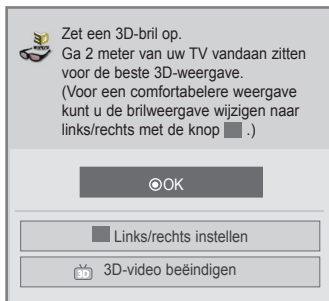 Zet een 3D-bril op.
Ga 2 meter van uw TV vandaan zitten
voor de beste 3D-weergave.
(Voor een comfortabelere weergave
kunt u de brilweergave wijzigen naar
links/rechts met de knop .)
OK
Links/rechts instellen
3D 3D-video beëindigen